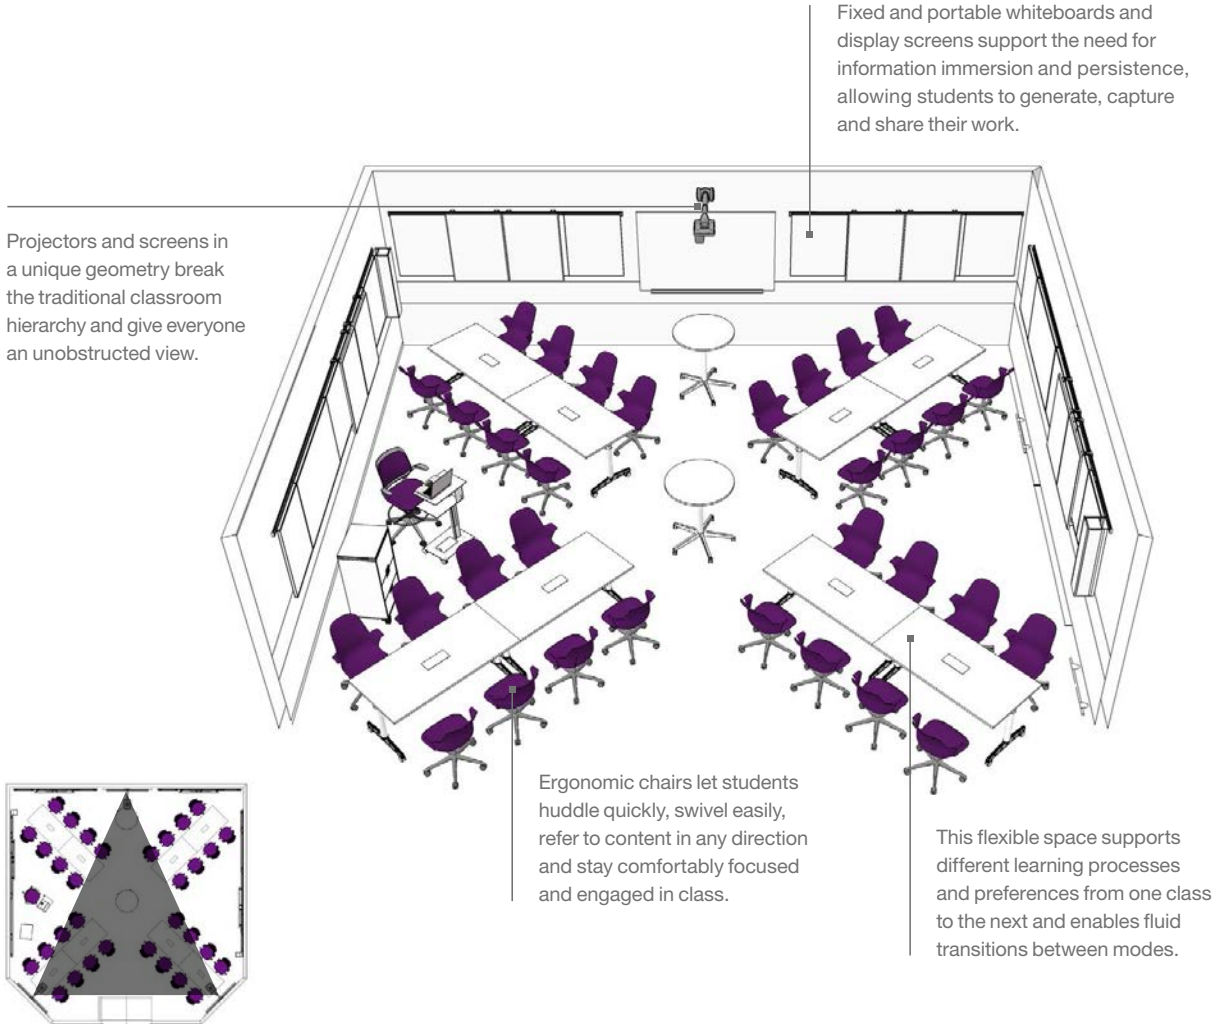 Fixed and portable whiteboards and
display screens support the need for
information immersion and persistence,
allowing students to generate, capture
and share their work.
Projectors and screens in
a unique geometry break
the traditional classroom
hierarchy and give everyone
an unobstructed view.
Ergonomic chairs let students
huddle quickly, swivel easily,
refer to content in any direction
and stay comfortably focused
and engaged in class.
This flexible space supports
different learning processes
and preferences from one class
to the next and enables fluid
transitions between modes.